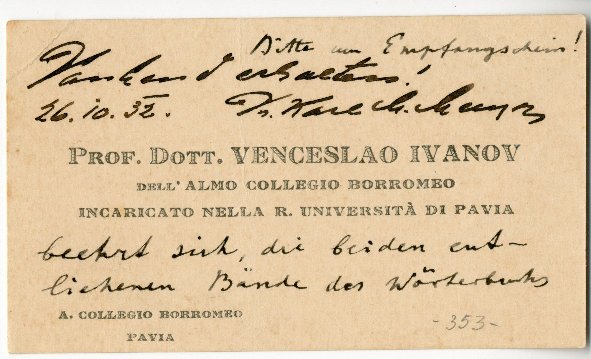 Bitte um Empfangschein!
Dankend erhalten!
26.10.32. Dr.
PROF. DOTT. VENCESLAO IVANOV
DELL' ALMO COLLEGIO BORROMEO
INCARICATO NELLA R. UNIVERSITÀ DI PAVIA
beehrt sich, die beiden ent-
liehenen Bände des Wörterbuchs
A. COLLEGIO BORROMEO
PAVIA
-353-